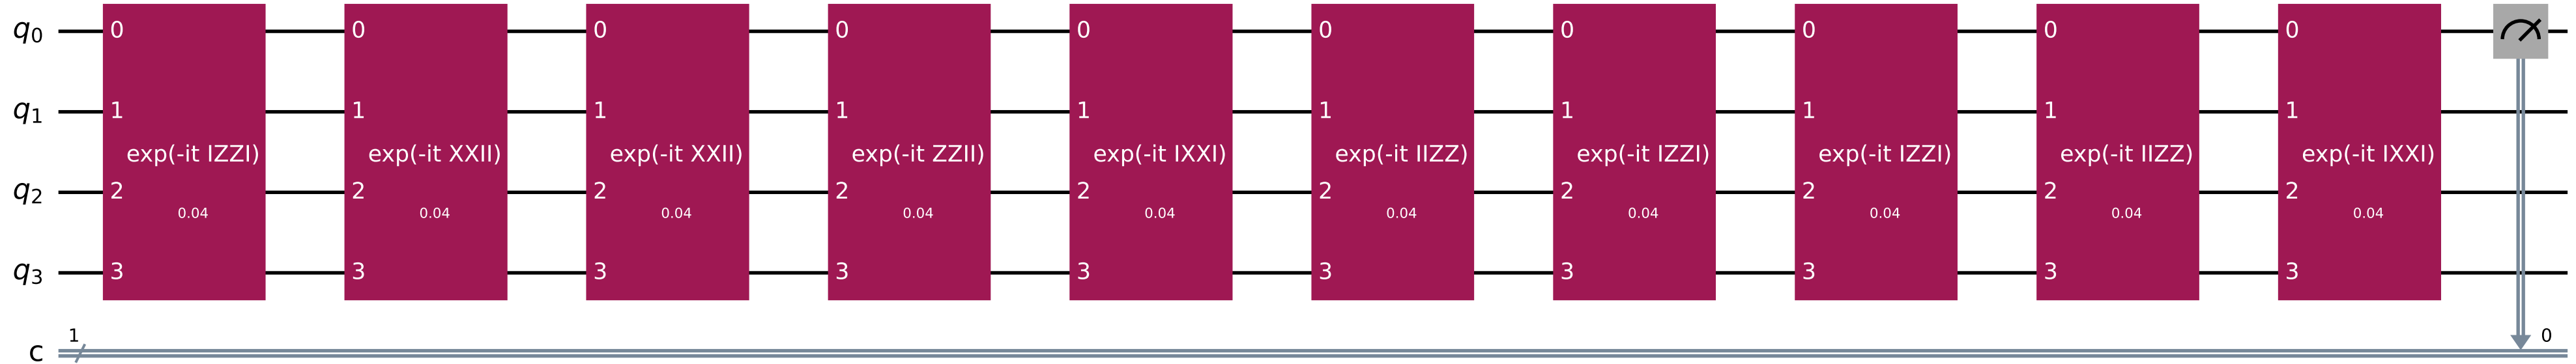 q0 0 0 0 0 0 0 0 0 0 0
q1 1 1 1 1 1 1 1 1 1 1
exp(-it IZZI) exp(-it XXII) exp(-it XXII) exp(-it ZZII) exp(-it IXXI) exp(-it IIZZ) exp(-it IZZI) exp(-it IZZI) exp(-it IIZZ) exp(-it IXXI)
q2 2 2 2 2 2 2 2 2 2 2
0.04 0.04 0.04 0.04 0.04 0.04 0.04 0.04 0.04 0.04
q3 3 3 3 3 3 3 3 3 3 3
1 0
c